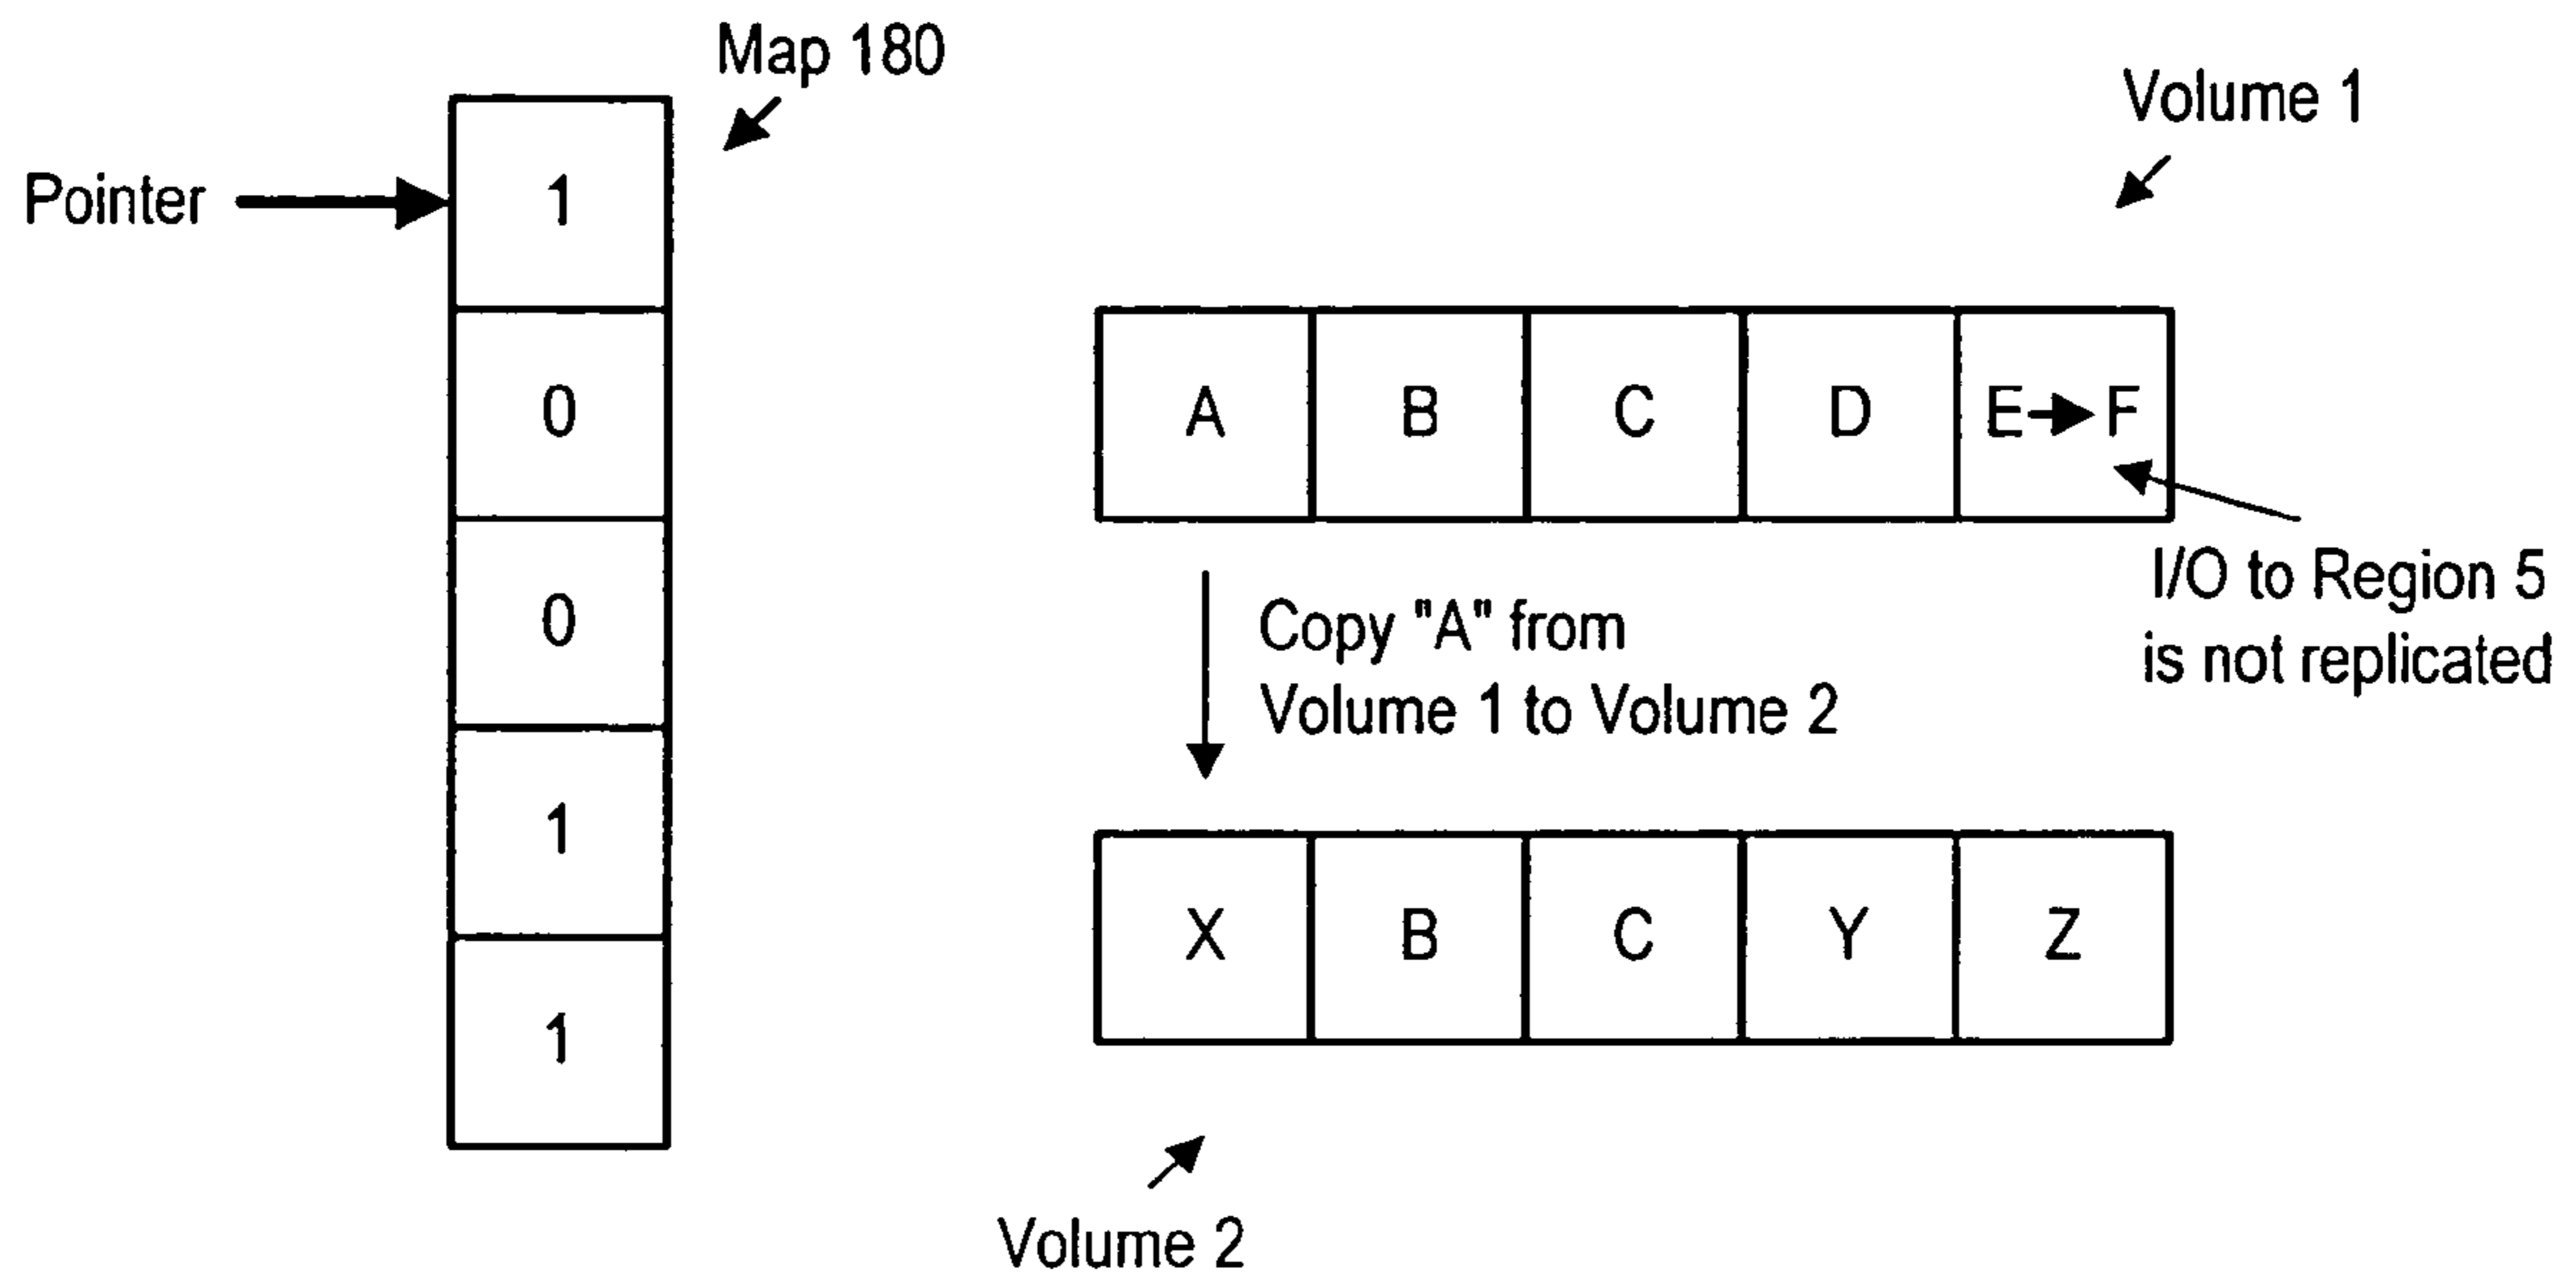 Map 180
Volume 1
Pointer
1
0
0
1
1
A B C D E→F
I/O to Region 5
is not replicated
Copy "A" from
Volume 1 to Volume 2
X B C Y Z
Volume 2